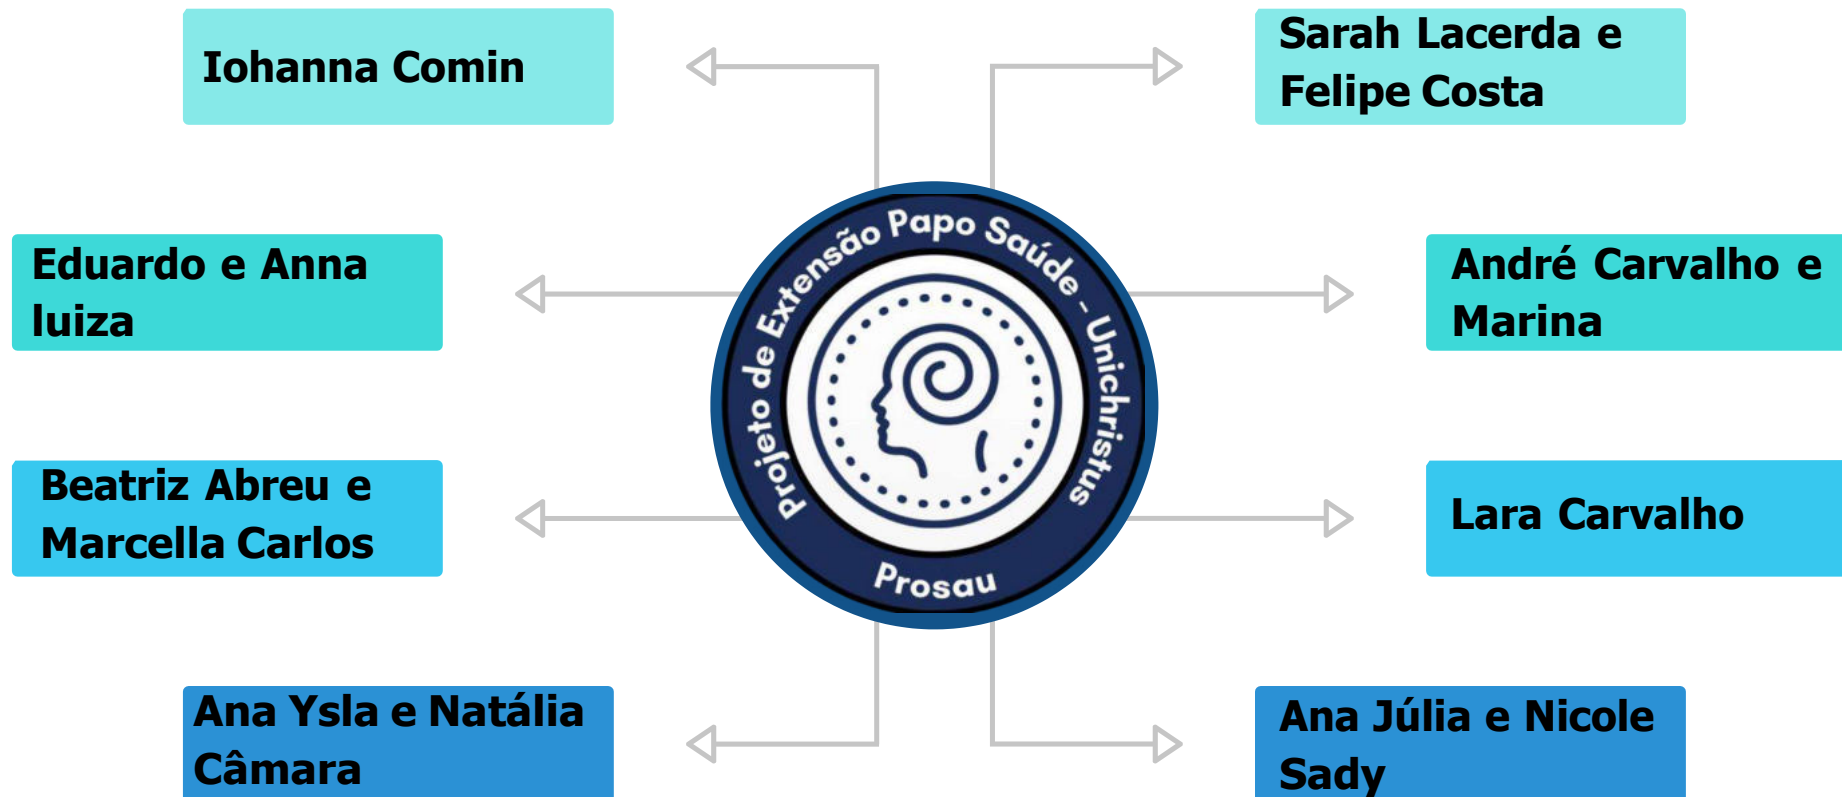 Iohanna Comin
Sarah Lacerda e
Felipe Costa
Eduardo e Anna
luiza
André Carvalho e
Marina
Projeto de Extensão Papo Saúde - Unichristus
Prosau
Beatriz Abreu e
Marcella Carlos
Lara Carvalho
Ana Ysla e Natália
Câmara
Ana Júlia e Nicole
Sady